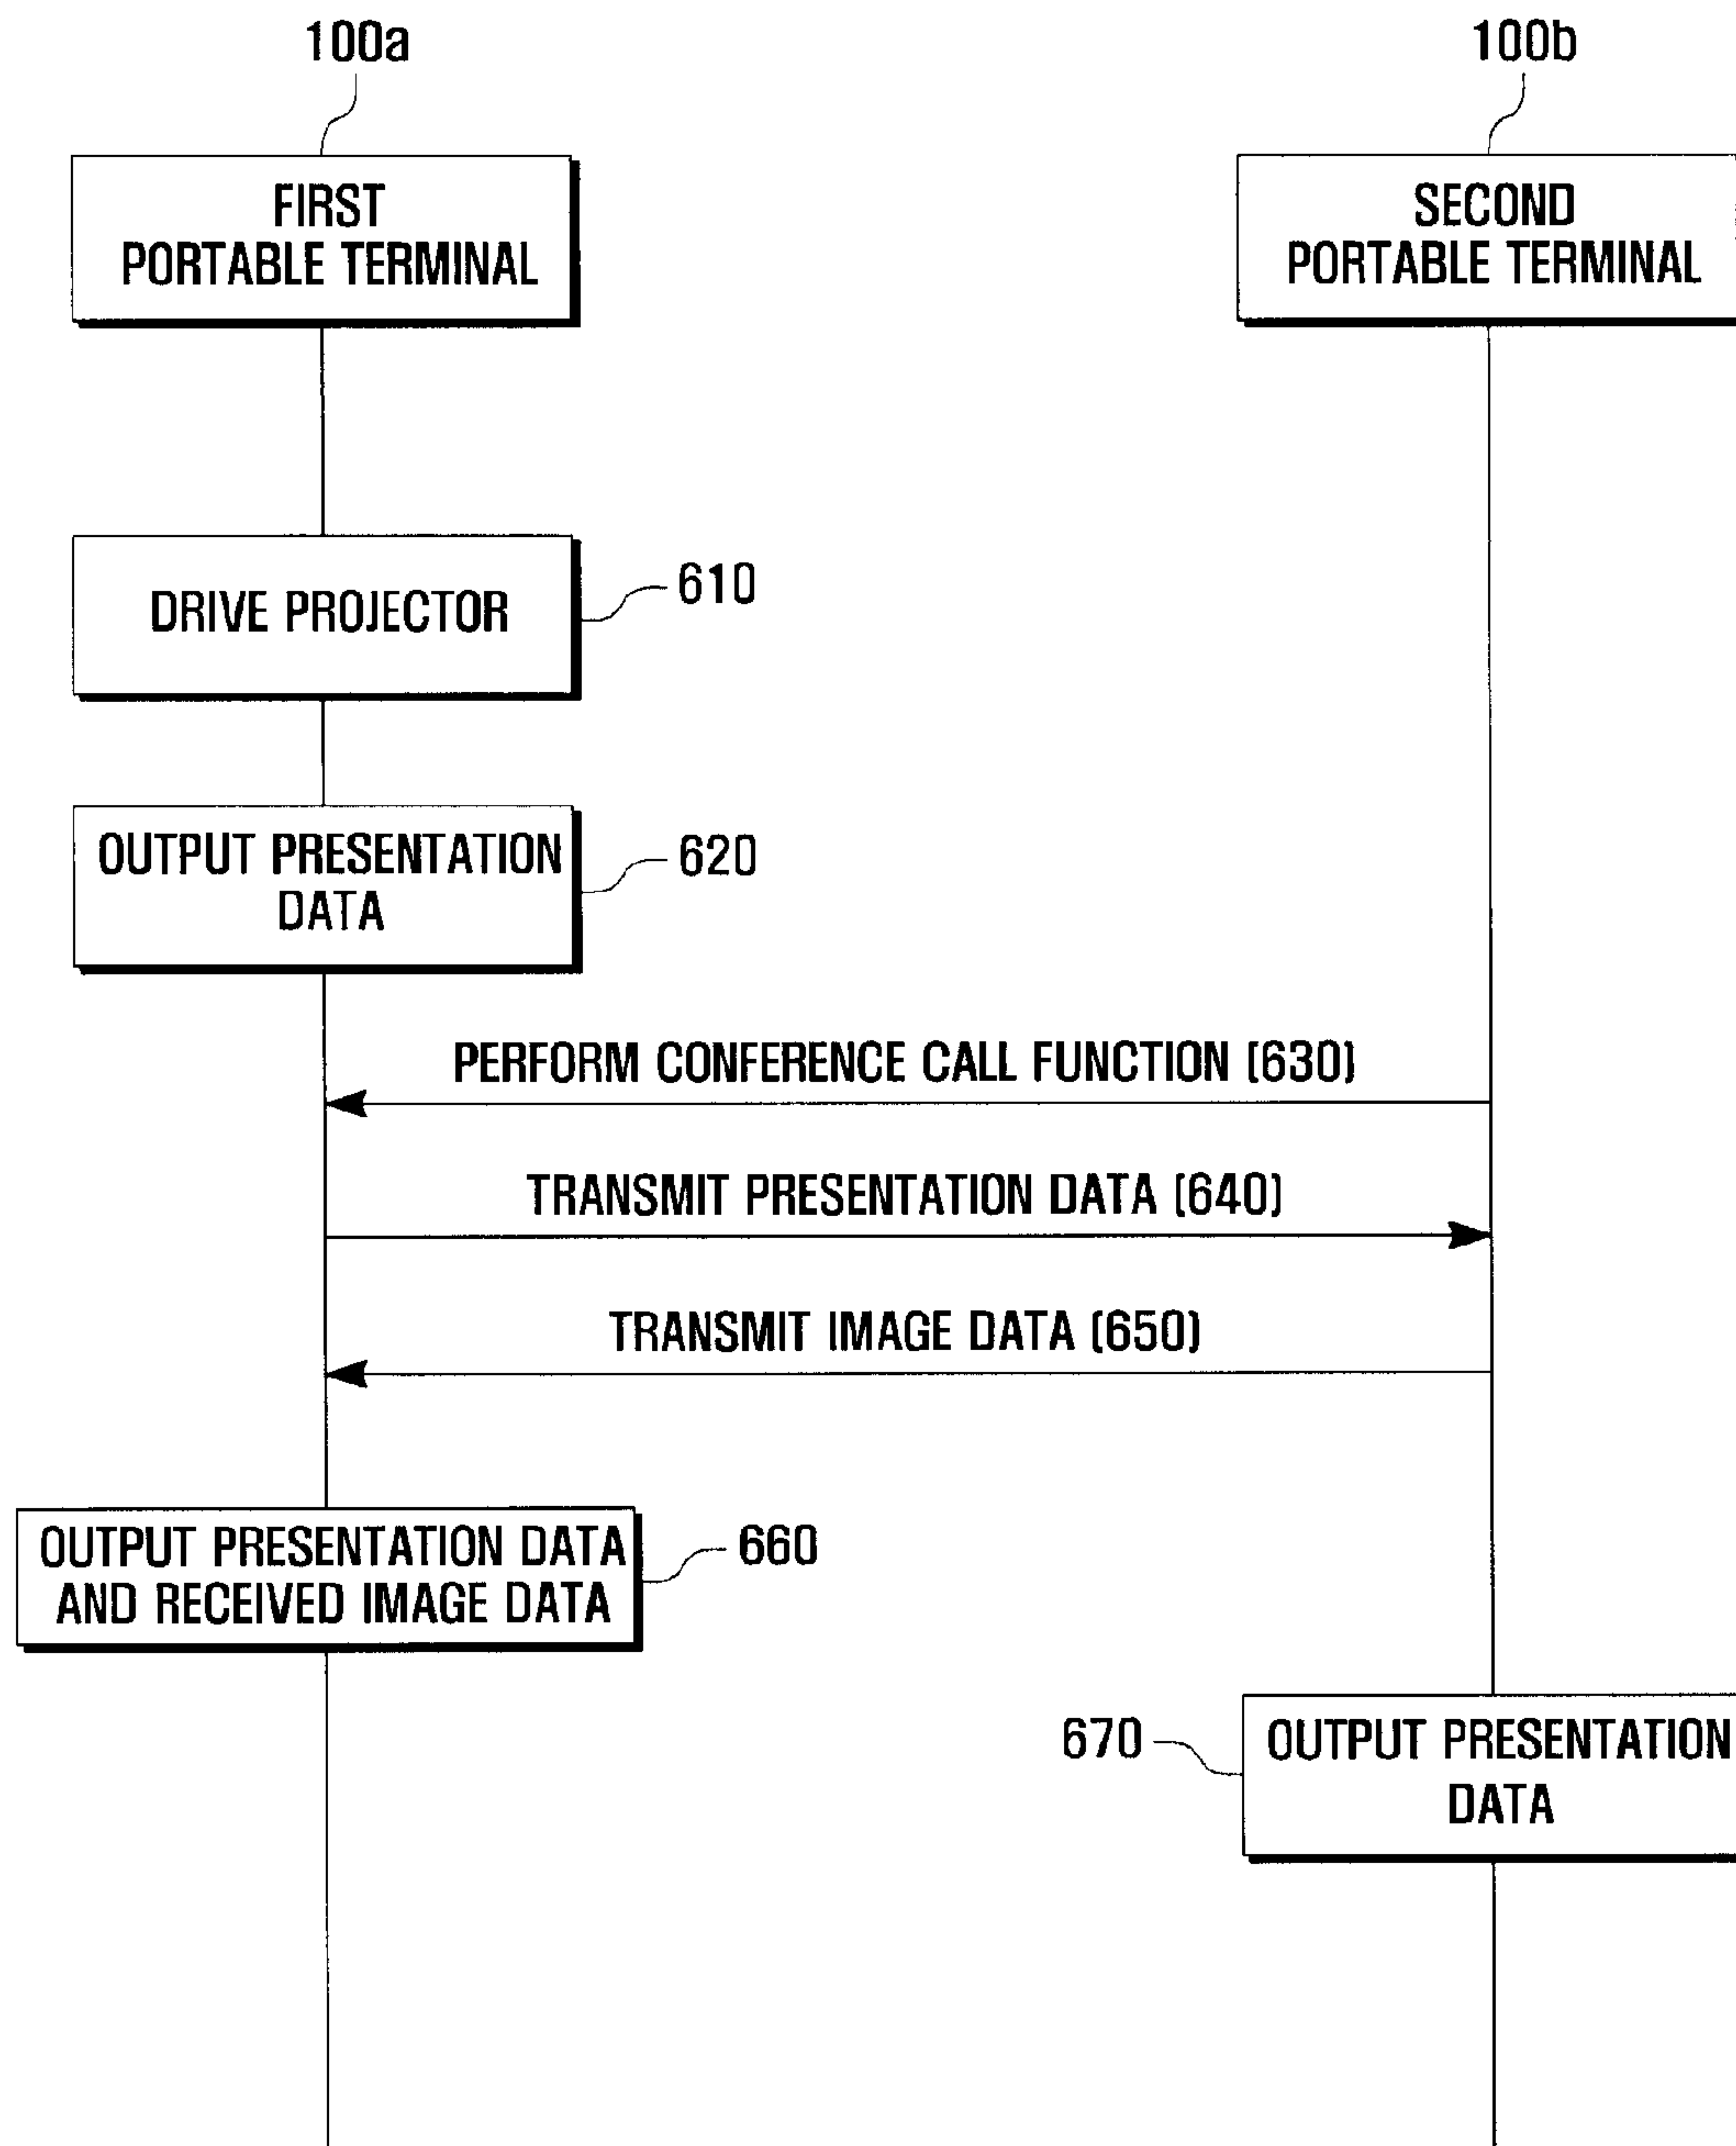 100a
100b
FIRST
PORTABLE TERMINAL
SECOND
PORTABLE TERMINAL
DRIVE PROJECTOR
610
OUTPUT PRESENTATION
DATA
620
PERFORM CONFERENCE CALL FUNCTION (630)
TRANSMIT PRESENTATION DATA (640)
TRANSMIT IMAGE DATA (650)
OUTPUT PRESENTATION DATA
AND RECEIVED IMAGE DATA
660
670
OUTPUT PRESENTATION
DATA